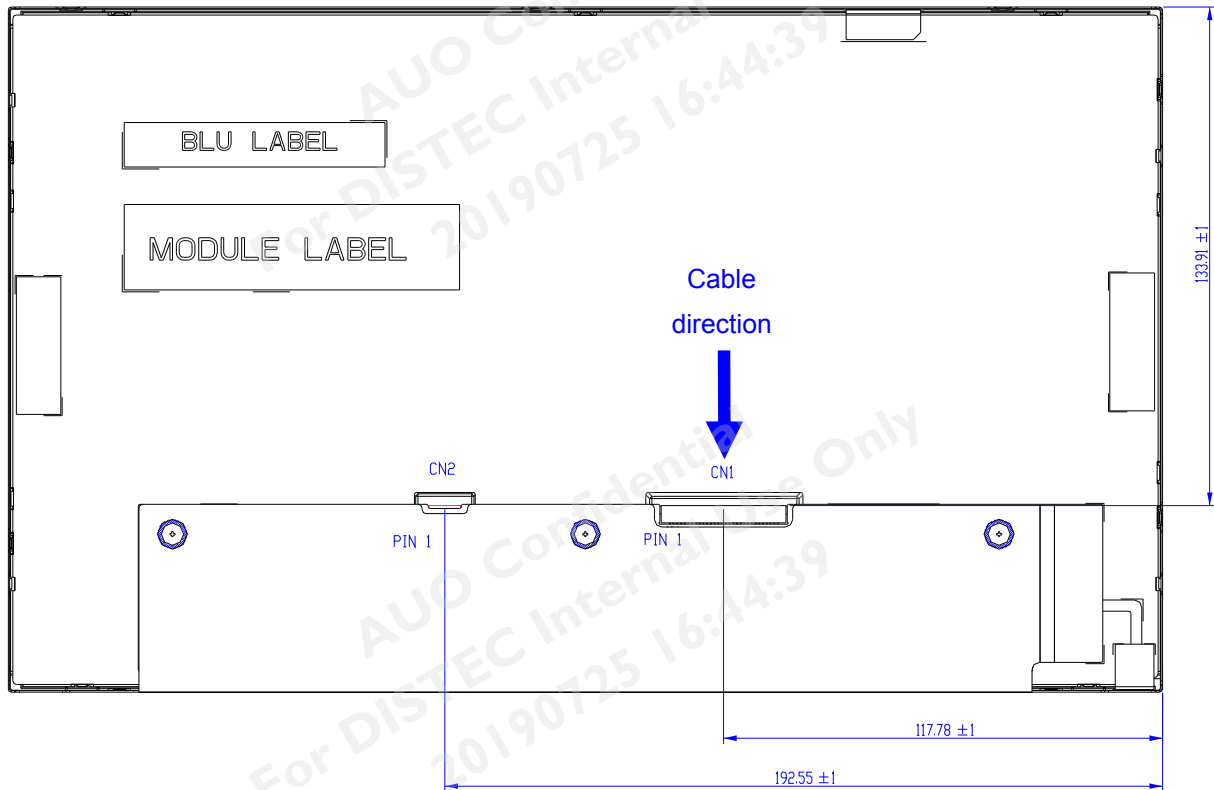 AUO Confidential
For DISTEC Internal
20190725 16:44:39
BLU LABEL
MODULE LABEL
133.91 ±1
Cable
direction
CN2
CN1
PIN 1
PIN 1
AUO Confidential
For DISTEC Internal Use Only
20190725 16:44:39
117.78 ±1
192.55 ±1